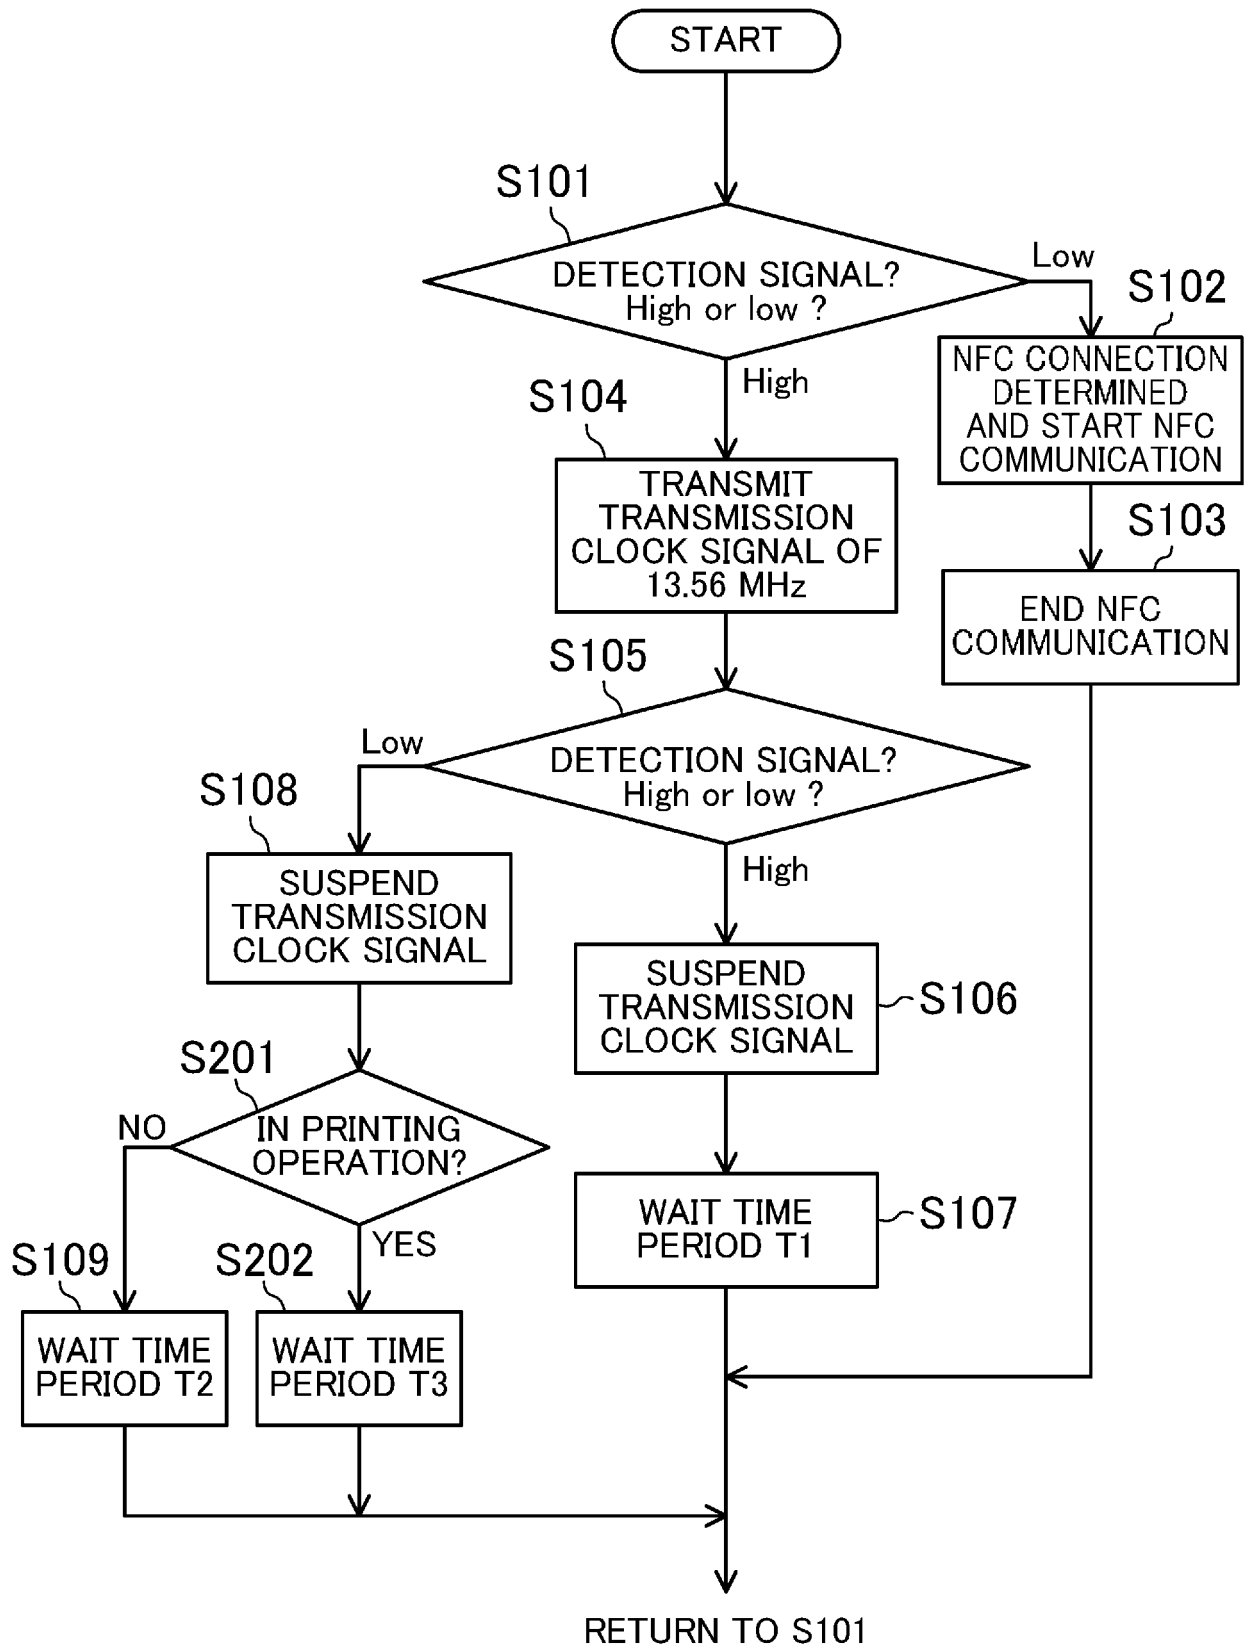 START
S101
DETECTION SIGNAL?
High or low ?
Low
S102
NFC CONNECTION
DETERMINED
AND START NFC
COMMUNICATION
High
S104
TRANSMIT
TRANSMISSION
CLOCK SIGNAL OF
13.56 MHz
S103
END NFC
COMMUNICATION
S105
DETECTION SIGNAL?
High or low ?
Low
S108
SUSPEND
TRANSMISSION
CLOCK SIGNAL
High
SUSPEND
TRANSMISSION
CLOCK SIGNAL
S106
S201
IN PRINTING
OPERATION?
NO
YES
WAIT TIME
PERIOD T1
S107
S109
WAIT TIME
PERIOD T2
S202
WAIT TIME
PERIOD T3
RETURN TO S101